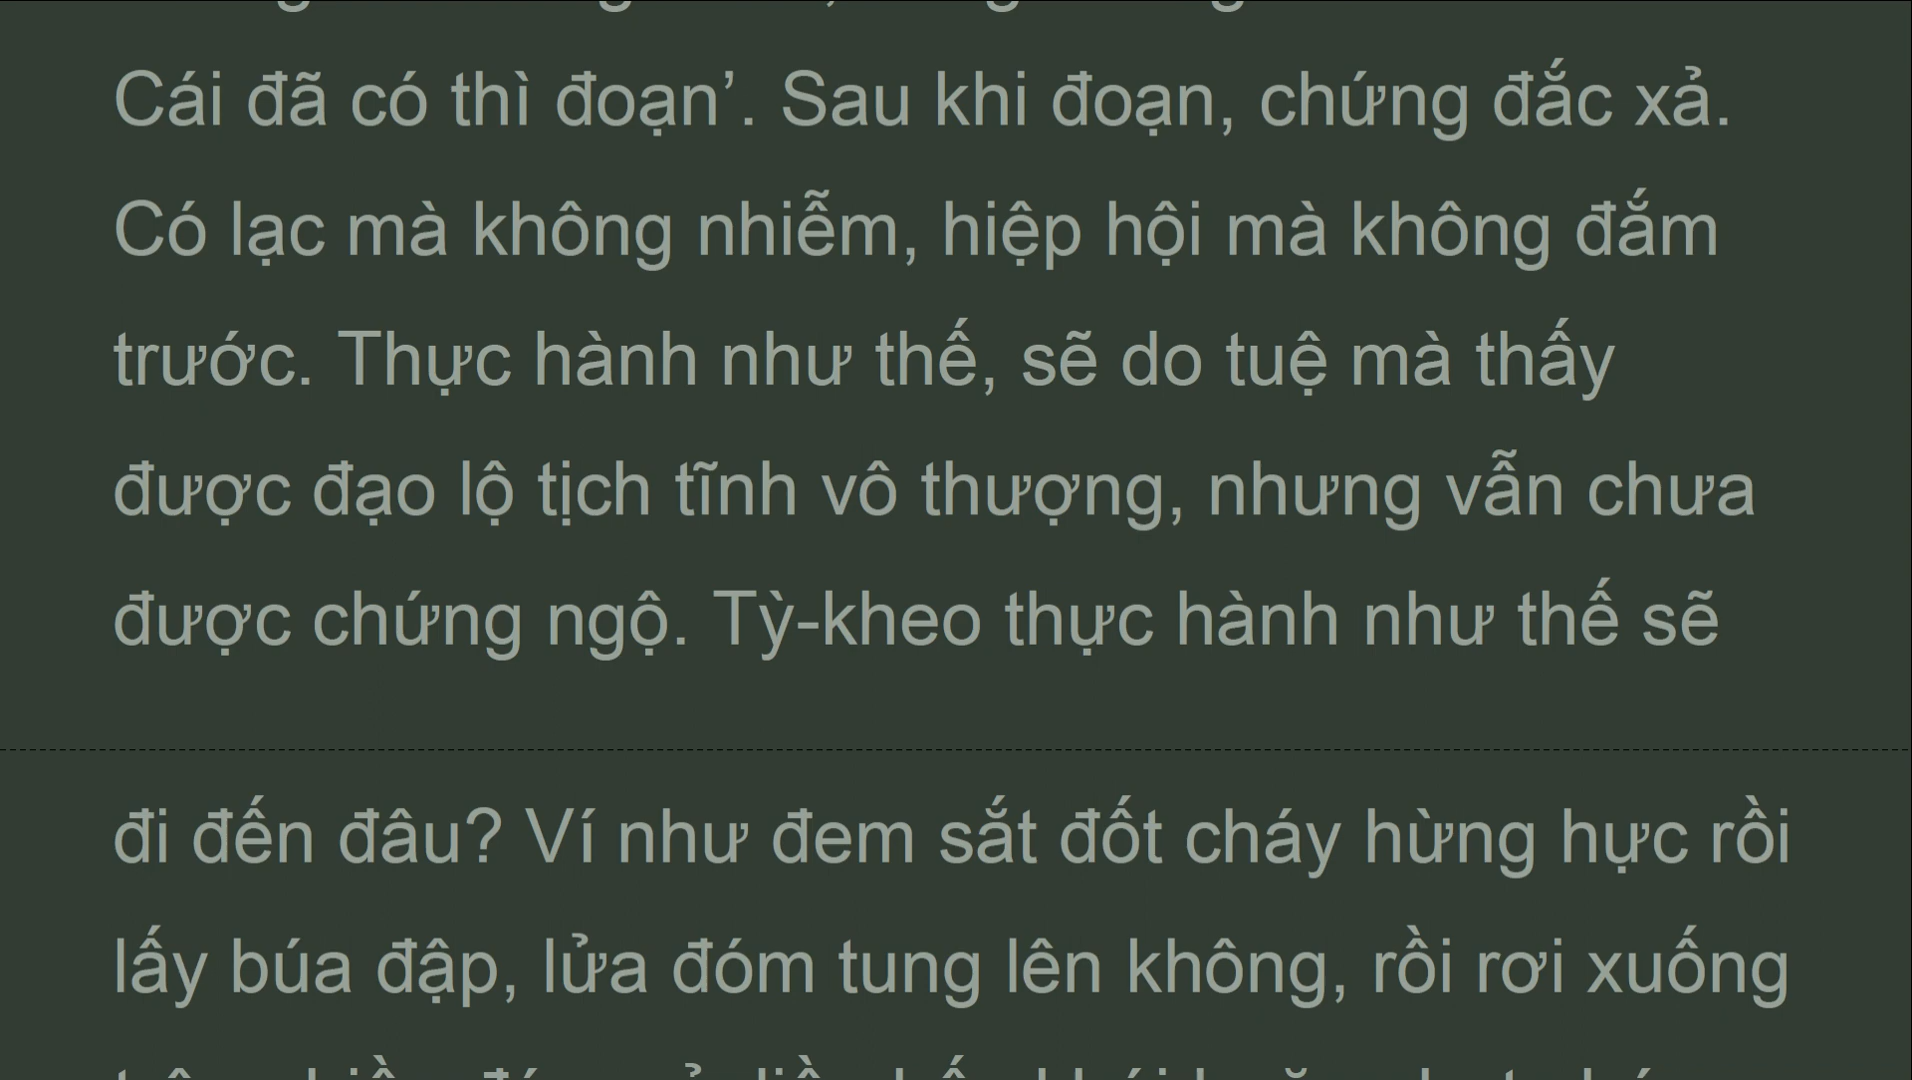 Cái đã có thì đoạn’. Sau khi đoạn, chứng đắc xả.
Có lạc mà không nhiễm, hiệp hội mà không đắm
trước. Thực hành như thế, sẽ do tuệ mà thấy
được đạo lộ tịch tĩnh vô thượng, nhưng vẫn chưa
được chứng ngộ. Tỳ-kheo thực hành như thế sẽ
đi đến đâu? Ví như đem sắt đốt cháy hừng hực rồi
lấy búa đập, lửa đóm tung lên không, rồi rơi xuống